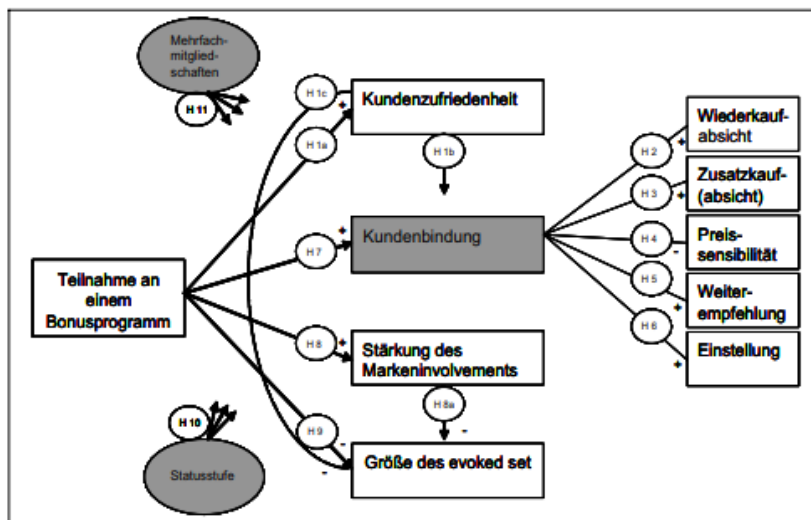 Mehrfach-
mitglied-
schaften
H 11
H 1c
+
Kundenzufriedenheit
H 1a
H 1b
Wiederkauf-
absicht
H 2
+
Zusatzkauf-
(absicht)
H 3
+
Kundenbindung
+
H 7
Preis-
sensibilität
H 4
-
Teilnahme an
einem
Bonusprogramm
Weiter-
empfehlung
H 5
+
H 8
+
Stärkung des
Markeninvolvements
H 6
+
Einstellung
H 8a
-
H 10
H 9
-
Größe des evoked set
-
Statusstufe